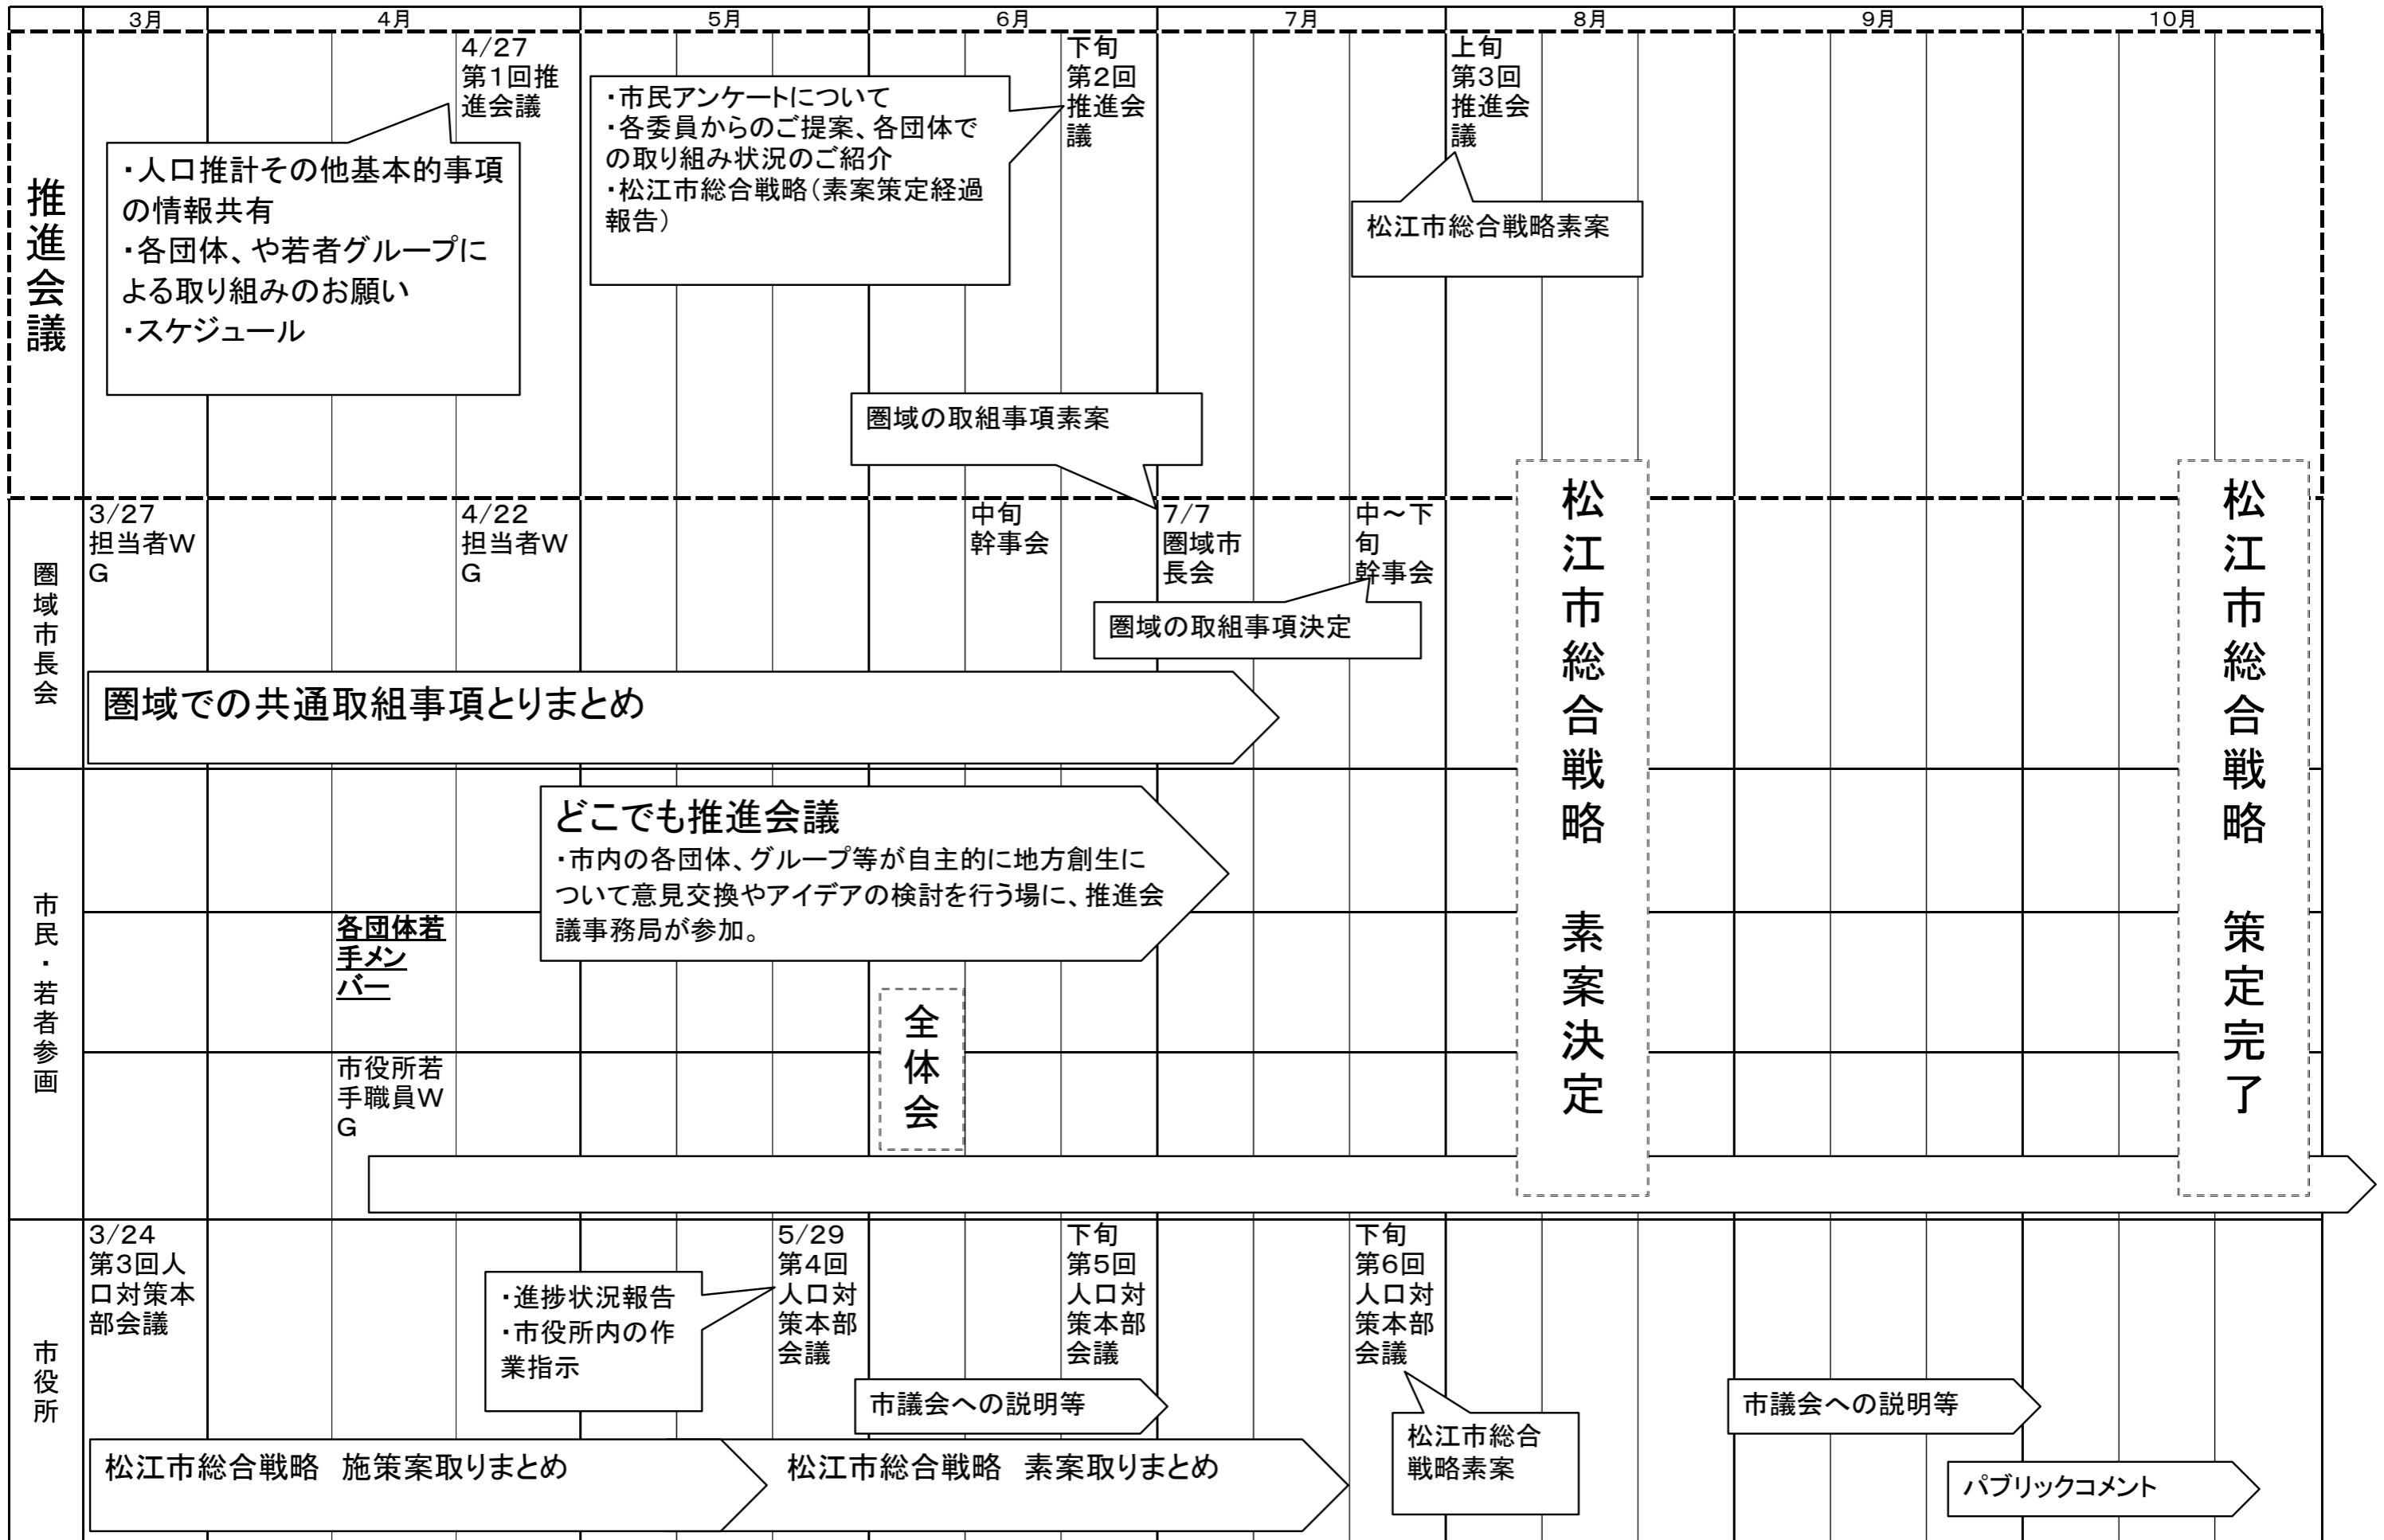 3月
4月
5月
6月
7月
8月
9月
10月
推進会議
4/27
第1回推
進会議
・人口推計その他基本的事項
の情報共有
・各団体、や若者グループに
よる取り組みのお願い
・スケジュール
・市民アンケートについて
・各委員からのご提案、各団体で
の取り組み状況のご紹介
・松江市総合戦略(素案策定経過
報告)
下旬
第2回
推進会
議
上旬
第3回
推進会
議
松江市総合戦略素案
圏域の取組事項素案
圏域市長会
3/27
担当者W
G
4/22
担当者W
G
中旬
幹事会
7/7
圏域市
長会
中～下
旬
幹事会
圏域の取組事項決定
圏域での共通取組事項とりまとめ
松江市総合戦略 素案決定
松江市総合戦略 策定完了
市民・若者参画
どこでも推進会議
・市内の各団体、グループ等が自主的に地方創生に
ついて意見交換やアイデアの検討を行う場に、推進会
議事務局が参加。
各団体若
手メン
バー
全体会
市役所若
手職員W
G
市役所
3/24
第3回人
口対策本
部会議
・進捗状況報告
・市役所内の作
業指示
5/29
第4回
人口対
策本部
会議
下旬
第5回
人口対
策本部
会議
下旬
第6回
人口対
策本部
会議
市議会への説明等
市議会への説明等
松江市総合
戦略素案
松江市総合戦略 施策案取りまとめ
松江市総合戦略 素案取りまとめ
パブリックコメント